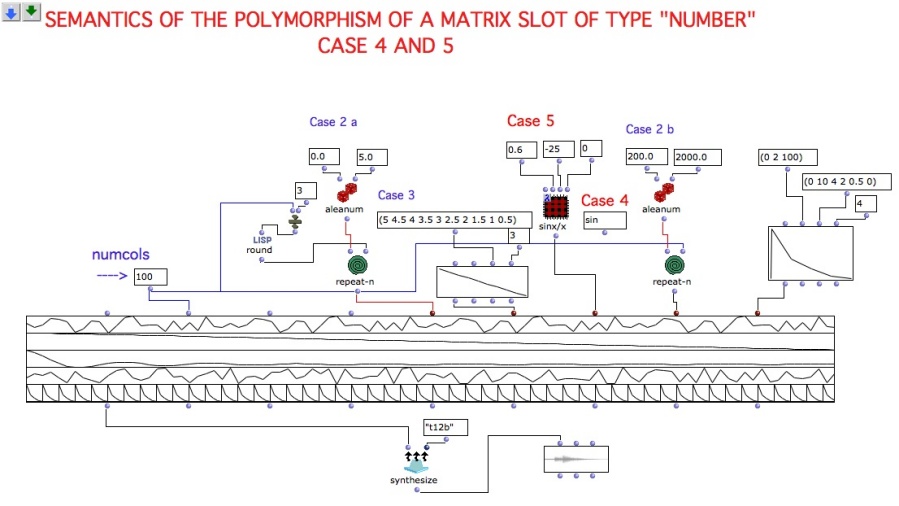 SEMANTICS OF THE POLYMORPHISM OF A MATRIX SLOT OF TYPE "NUMBER"
CASE 4 AND 5
Case 2 a
Case 5
Case 2 b
0.0
5.0
0.6
-25
0
200.0
2000.0
(0 2 100)
(0 10 4 2 0.5 0)
3
aleanum
Case 3
Case 4
aleanum
4
(5 4.5 4 3.5 3 2.5 2 1.5 1 0.5)
sin
sinx/x
3
LISP
round
numcols
---->
100
repeat-n
repeat-n
"t12b"
synthesize